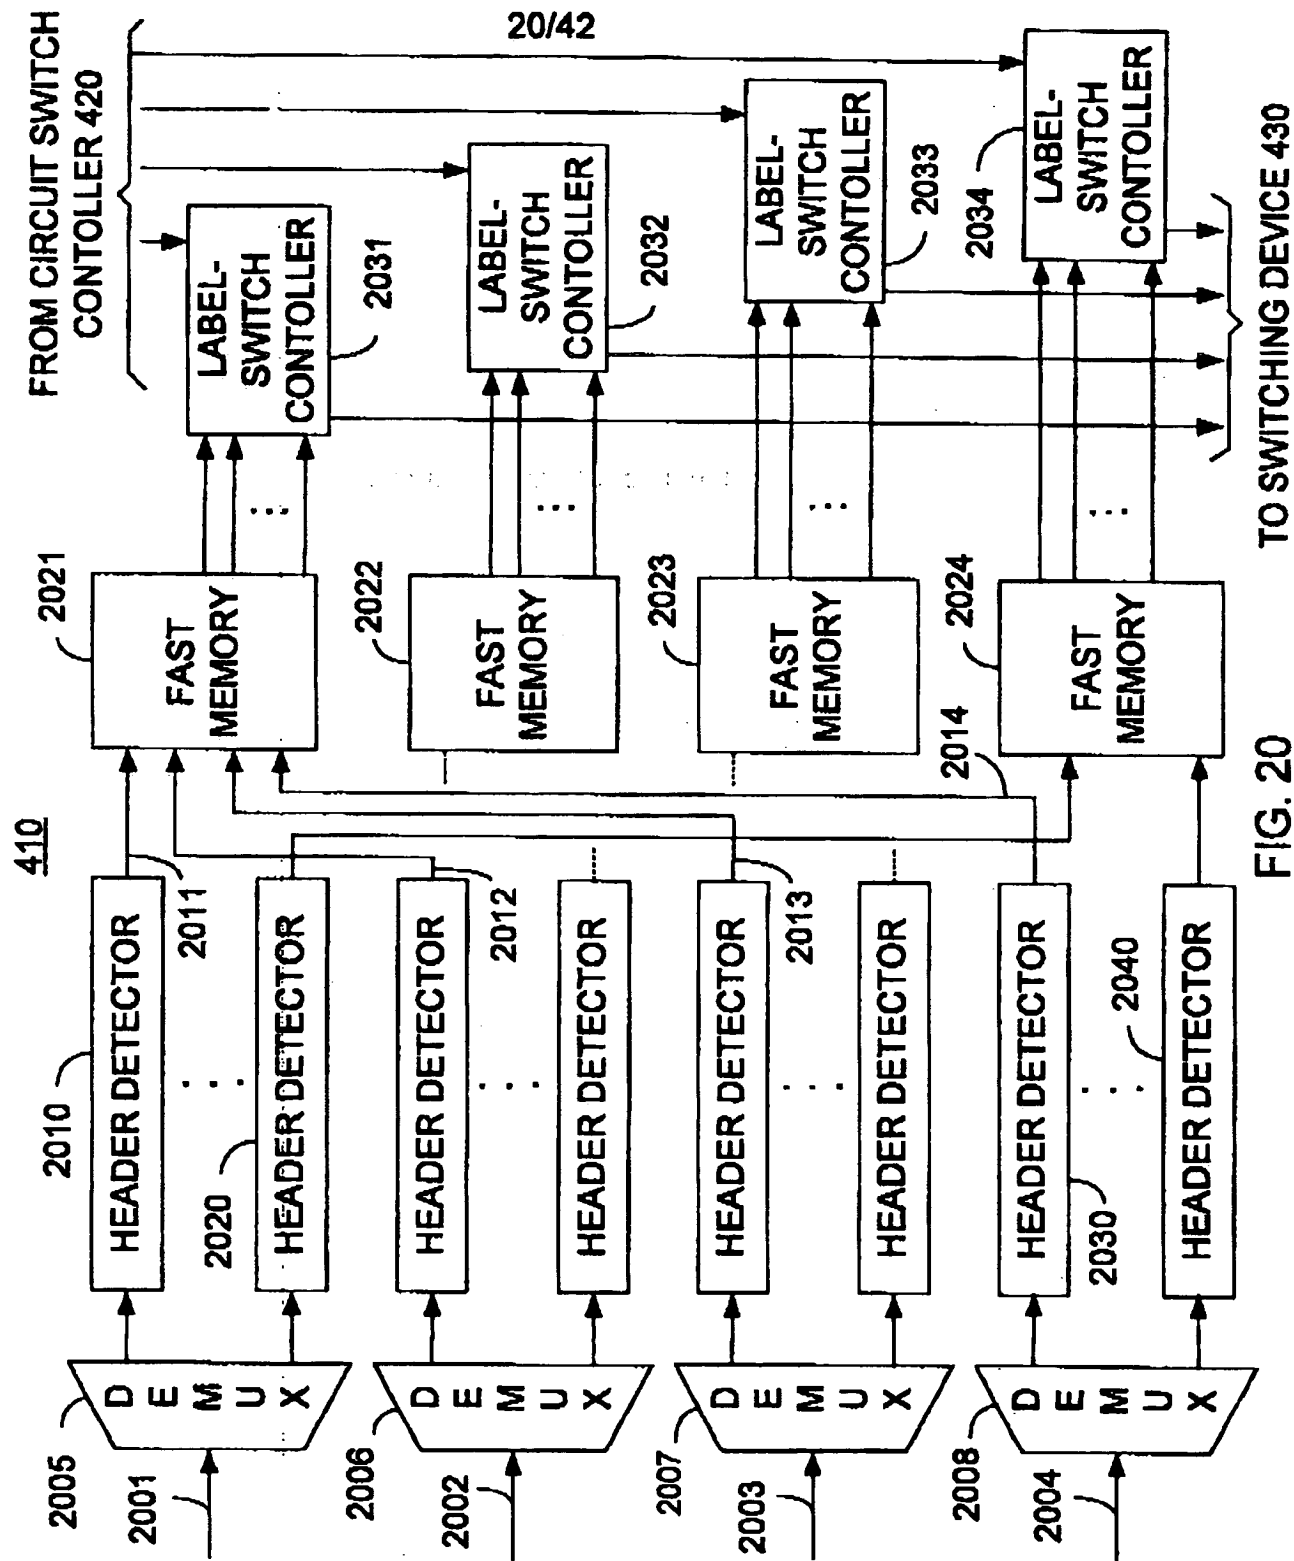 20/42
410
FROM CIRCUIT SWITCH
CONTOLLER 420
2001
2005
DEMUX
2010
HEADER DETECTOR
2011
2020
HEADER DETECTOR
2021
FAST
MEMORY
LABEL-
SWITCH
CONTOLLER
2031
2002
2006
DEMUX
HEADER DETECTOR
2012
HEADER DETECTOR
2022
FAST
MEMORY
LABEL-
SWITCH
CONTOLLER
2032
2003
2007
DEMUX
HEADER DETECTOR
2013
HEADER DETECTOR
2023
FAST
MEMORY
LABEL-
SWITCH
CONTOLLER
2033
2004
2008
DEMUX
HEADER DETECTOR
2030
2014
HEADER DETECTOR
2040
2024
FAST
MEMORY
2034
LABEL-
SWITCH
CONTOLLER
TO SWITCHING DEVICE 430
FIG. 20